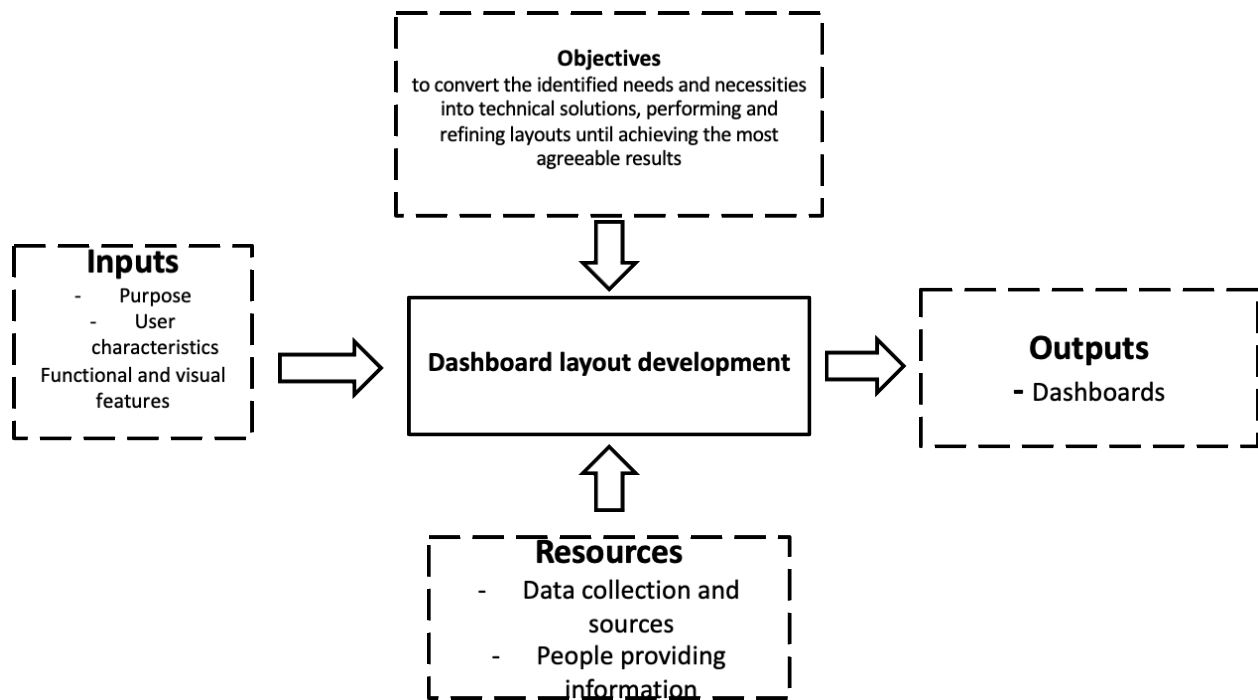 Objectives
to convert the identified needs and necessities
into technical solutions, performing and
refining layouts until achieving the most
agreeable results
Inputs
- Purpose
- User
characteristics
Functional and visual
features
Dashboard layout development
Outputs
- Dashboards
Resources
- Data collection and
sources
- People providing
information